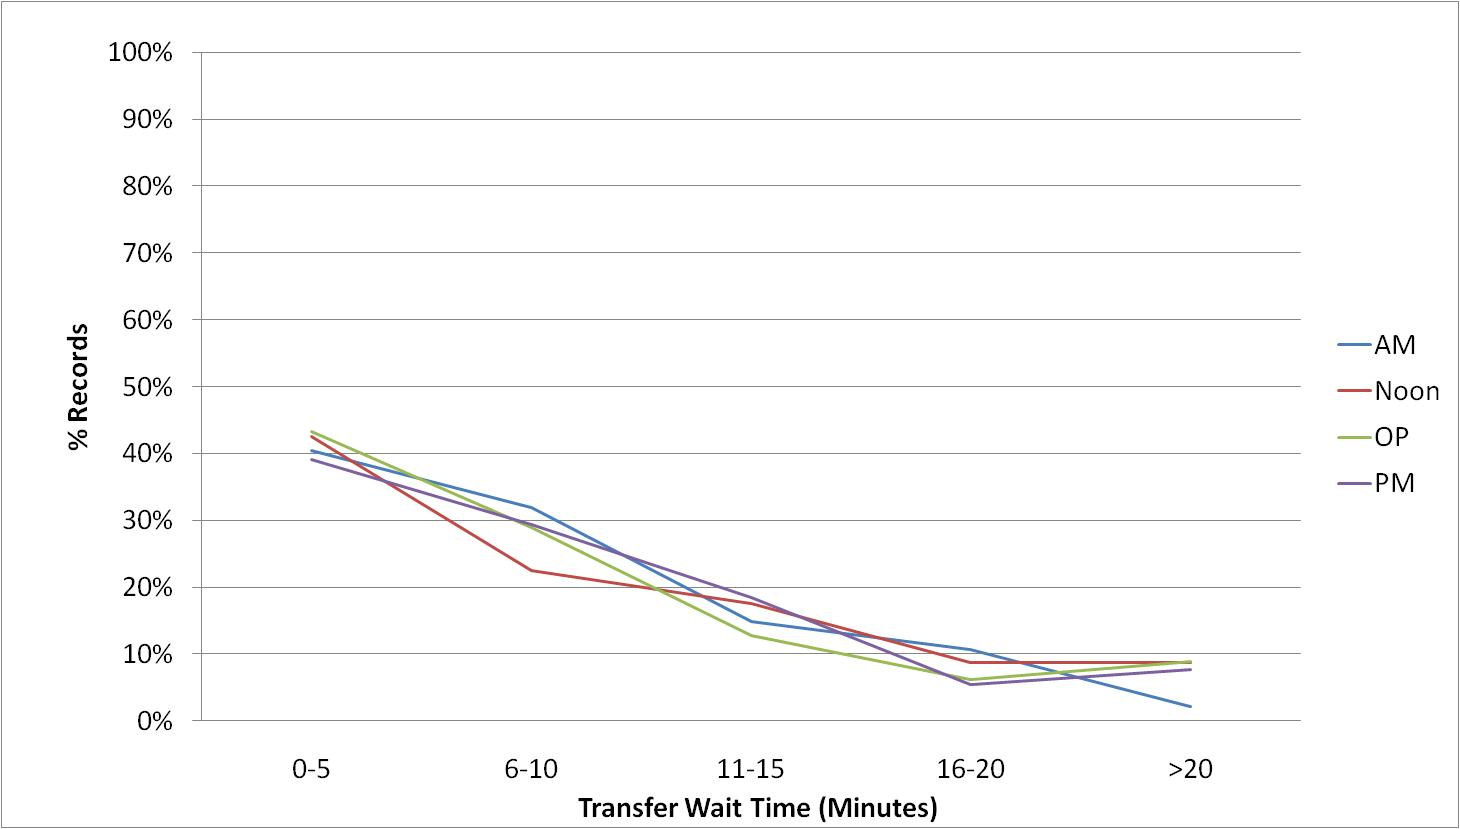 100%
90%
80%
70%
60%
50%
40%
30%
20%
10%
0%
% Records
0-5 6-10 11-15 16-20 >20
Transfer Wait Time (Minutes)
AM
Noon
OP
PM